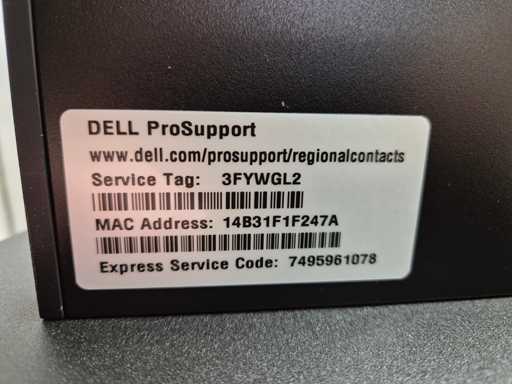 DELL ProSupport
www.dell.com/prosupport/regionalcontacts
Service Tag: 3FYWGL2
MAC Address: 14B31F1F247A
Express Service Code: 7495961078